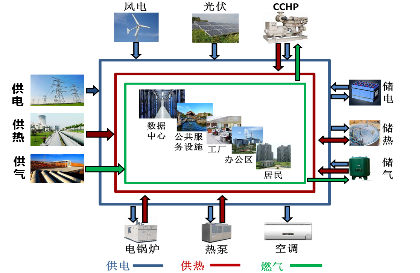 风电
光伏
CCHP
供电
供热
供气
储电
储热
储气
数据中心
公共服务设施
工厂
办公区
居民
电锅炉
热泵
空调
供电
供热
燃气